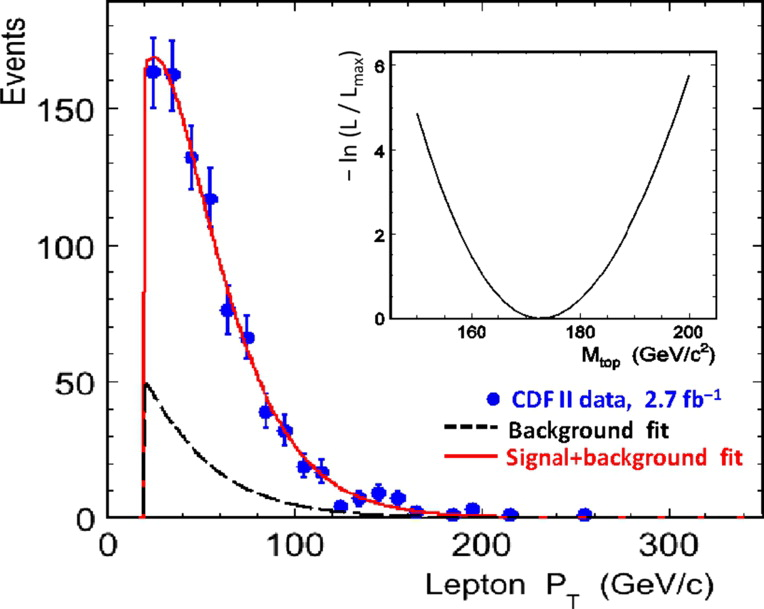 Events
150
100
50
0
0
100
200
300
Lepton P_T (GeV/c)
– ln (L / L_max)
6
4
2
0
160
180
200
M_top (GeV/c²)
CDF II data, 2.7 fb⁻¹
Background fit
Signal+background fit